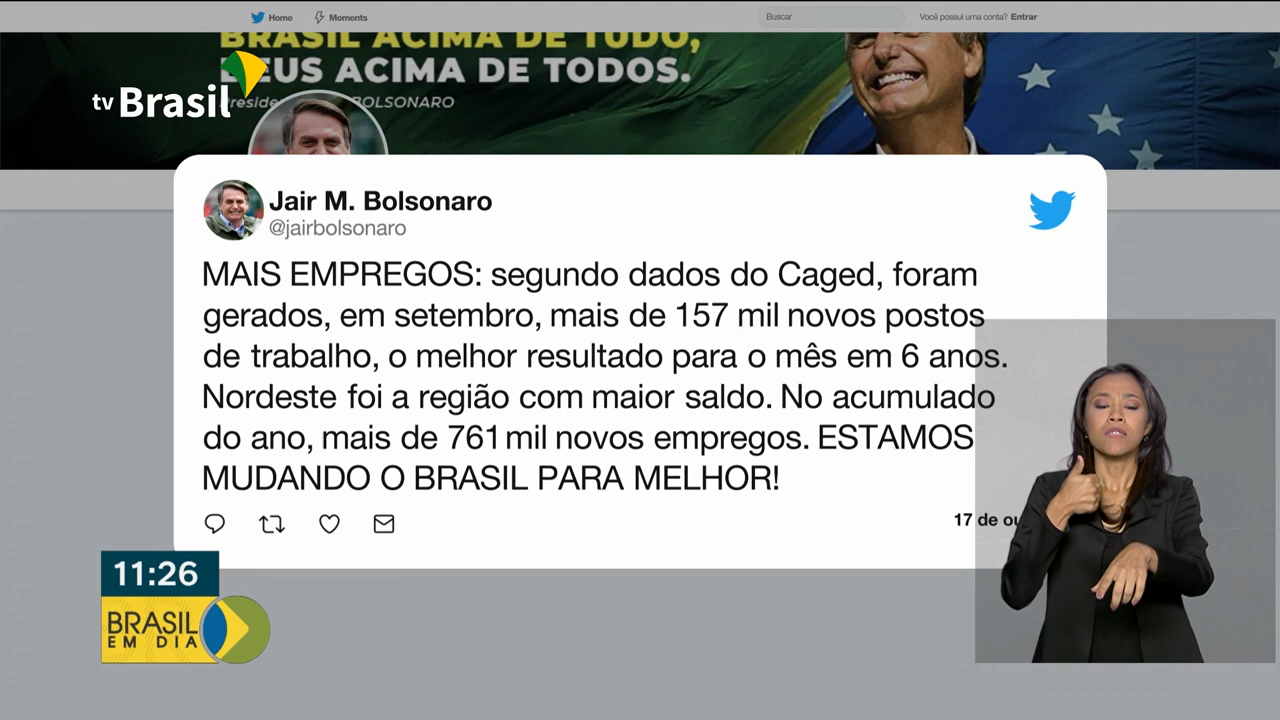 Home Moments Buscar Você possui uma conta? Entrar
BRASIL ACIMA DE TUDO,
DEUS ACIMA DE TODOS.
BOLSONARO
tv Brasil
Jair M. Bolsonaro
@jairbolsonaro
MAIS EMPREGOS: segundo dados do Caged, foram
gerados, em setembro, mais de 157 mil novos postos
de trabalho, o melhor resultado para o mês em 6 anos.
Nordeste foi a região com maior saldo. No acumulado
do ano, mais de 761 mil novos empregos. ESTAMOS
MUDANDO O BRASIL PARA MELHOR!
17 de ou
11:26
BRASIL
EM DIA